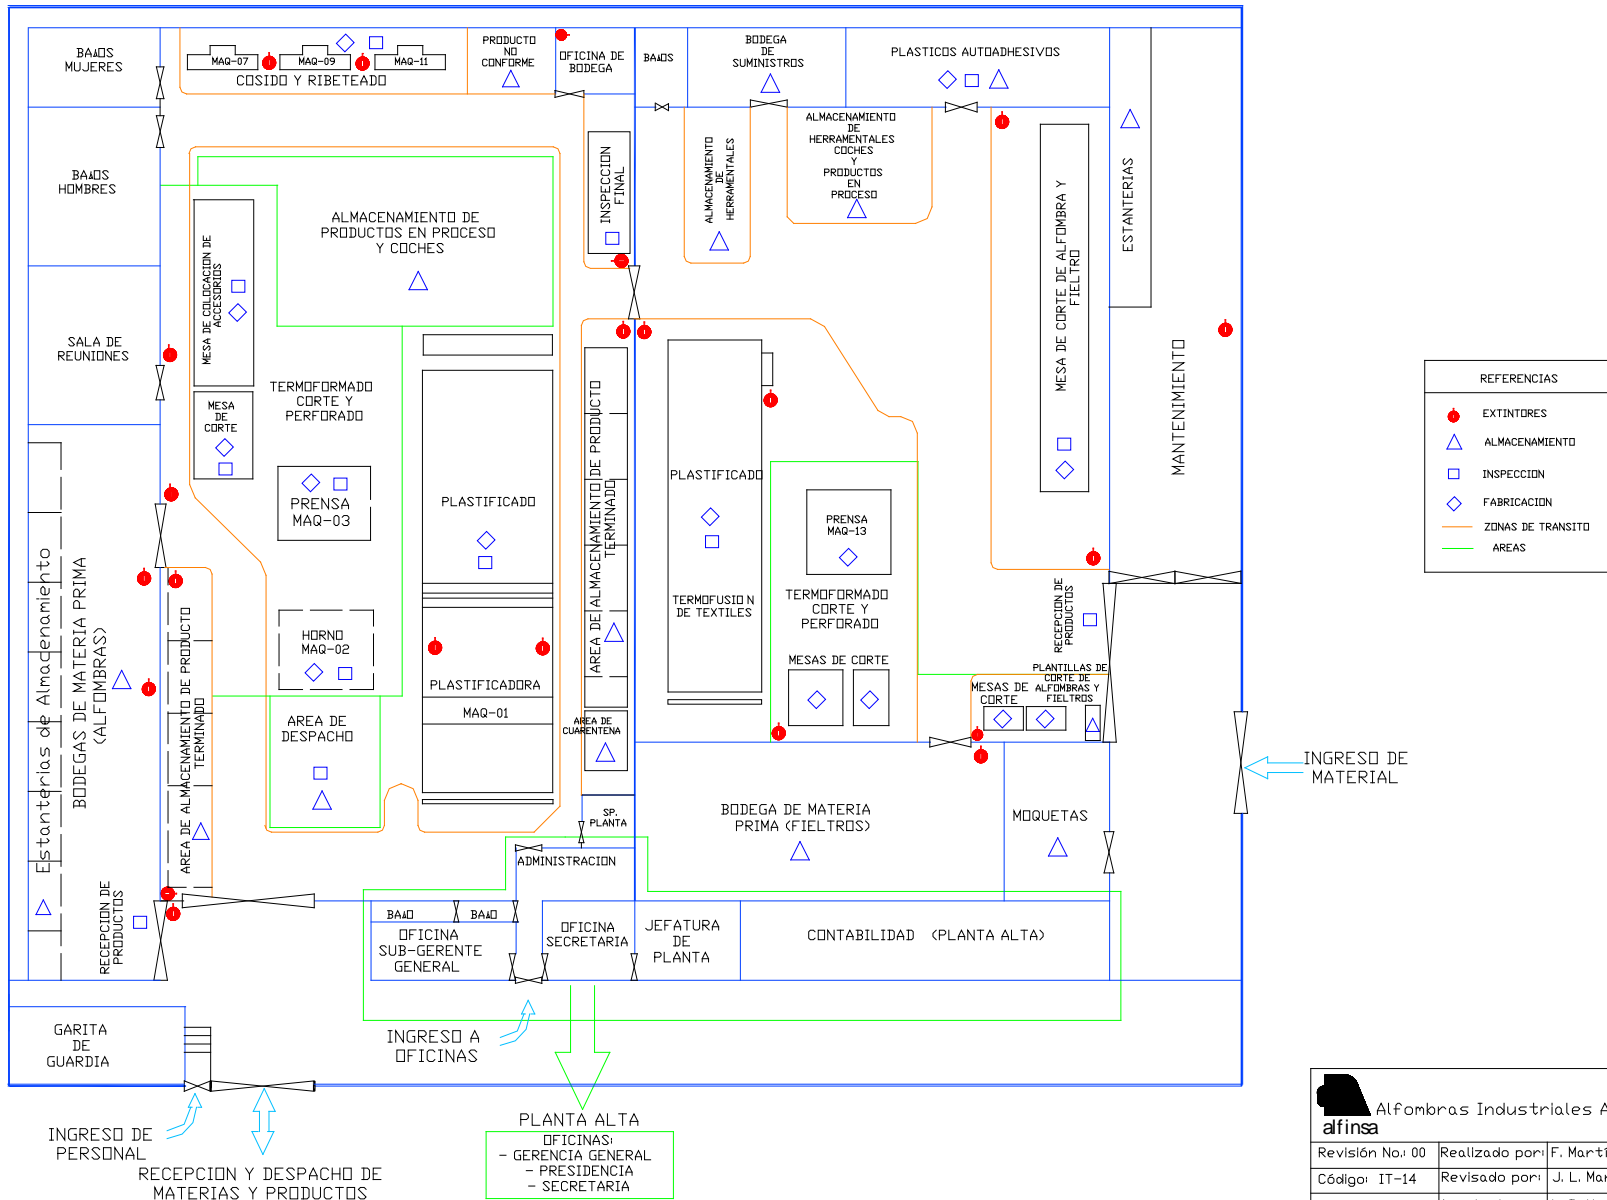 BAÑOS
MUJERES
MAQ-07
MAQ-09
MAQ-11
COSIDO Y RIBETEADO
PRODUCTO
NO
CONFORME
OFICINA DE
BODEGA
BAÑOS
BODEGA
DE
SUMINISTROS
PLASTICOS AUTOADHESIVOS
BAÑOS
HOMBRES
ALMACENAMIENTO DE
PRODUCTOS EN PROCESO
Y COCHES
INSPECCION
FINAL
ALMACENAMIENTO
DE
HERRAMENTALES
ALMACENAMIENTO
DE
HERRAMENTALES
COCHES
Y
PRODUCTOS
EN
PROCESO
MESA DE CORTE DE ALFOMBRA Y
FIELTRO
ESTANTERIAS
MESA DE COLOCACION DE
ACCESORIOS
SALA DE
REUNIONES
TERMOFORMADO
CORTE Y
PERFORADO
MESA
DE
CORTE
AREA DE ALMACENAMIENTO DE PRODUCTO
TERMINADO
MANTENIMIENTO
REFERENCIAS
EXTINTORES
ALMACENAMIENTO
INSPECCION
FABRICACION
ZONAS DE TRANSITO
AREAS
PRENSA
MAQ-03
PLASTIFICADO
PLASTIFICADO
PRENSA
MAQ-13
Estanterias de Almacenamiento
BODEGAS DE MATERIA PRIMA
(ALFOMBRAS)
AREA DE ALMACENAMIENTO DE PRODUCTO
TERMINADO
HORNO
MAQ-02
TERMOFUSION
DE TEXTILES
TERMOFORMADO
CORTE Y
PERFORADO
RECEPCION DE
PRODUCTOS
MESAS DE CORTE
PLANTILLAS DE
CORTE DE
ALFOMBRAS Y
FIELTROS
MESAS DE
CORTE
PLASTIFICADORA
MAQ-01
AREA DE
DESPACHO
AREA DE
CUARENTENA
INGRESO DE
MATERIAL
SP.
PLANTA
BODEGA DE MATERIA
PRIMA (FIELTROS)
MOQUETAS
ADMINISTRACION
RECEPCION DE
PRODUCTOS
BAÑO
BAÑO
OFICINA
SUB-GERENTE
GENERAL
OFICINA
SECRETARIA
JEFATURA
DE
PLANTA
CONTABILIDAD (PLANTA ALTA)
GARITA
DE
GUARDIA
INGRESO A
OFICINAS
INGRESO DE
PERSONAL
RECEPCION Y DESPACHO DE
MATERIAS Y PRODUCTOS
PLANTA ALTA
OFICINAS:
- GERENCIA GENERAL
- PRESIDENCIA
- SECRETARIA
Alfombras Industriales A
alfinsa
Revisión No.: 00
Realizado por:
F. Martí
Código: IT-14
Revisado por:
J. L. Mar